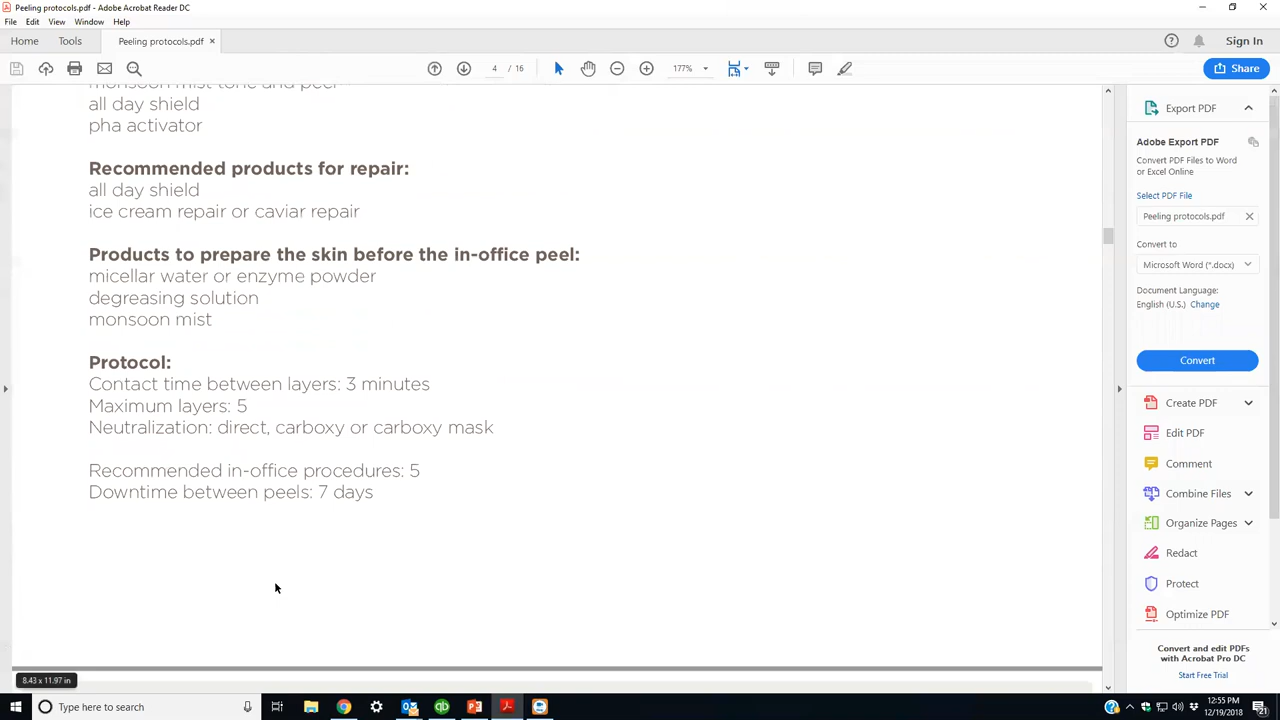 Peeling protocols.pdf - Adobe Acrobat Reader DC
File Edit View Window Help
Home Tools Peeling protocols.pdf × Sign In
4 / 16 177% Share
monsoon mist tone and peel
all day shield
pha activator
Recommended products for repair:
all day shield
ice cream repair or caviar repair
Products to prepare the skin before the in-office peel:
micellar water or enzyme powder
degreasing solution
monsoon mist
Protocol:
Contact time between layers: 3 minutes
Maximum layers: 5
Neutralization: direct, carboxy or carboxy mask
Recommended in-office procedures: 5
Downtime between peels: 7 days
8.43 x 11.97 in
Export PDF
Adobe Export PDF
Convert PDF Files to Word
or Excel Online
Select PDF File
Peeling protocols.pdf
Convert to
Microsoft Word (*.docx)
Document Language:
English (U.S.) Change
Convert
Create PDF
Edit PDF
Comment
Combine Files
Organize Pages
Redact
Protect
Optimize PDF
Convert and edit PDFs
with Acrobat Pro DC
Start Free Trial
Type here to search
12:55 PM
12/19/2018
21